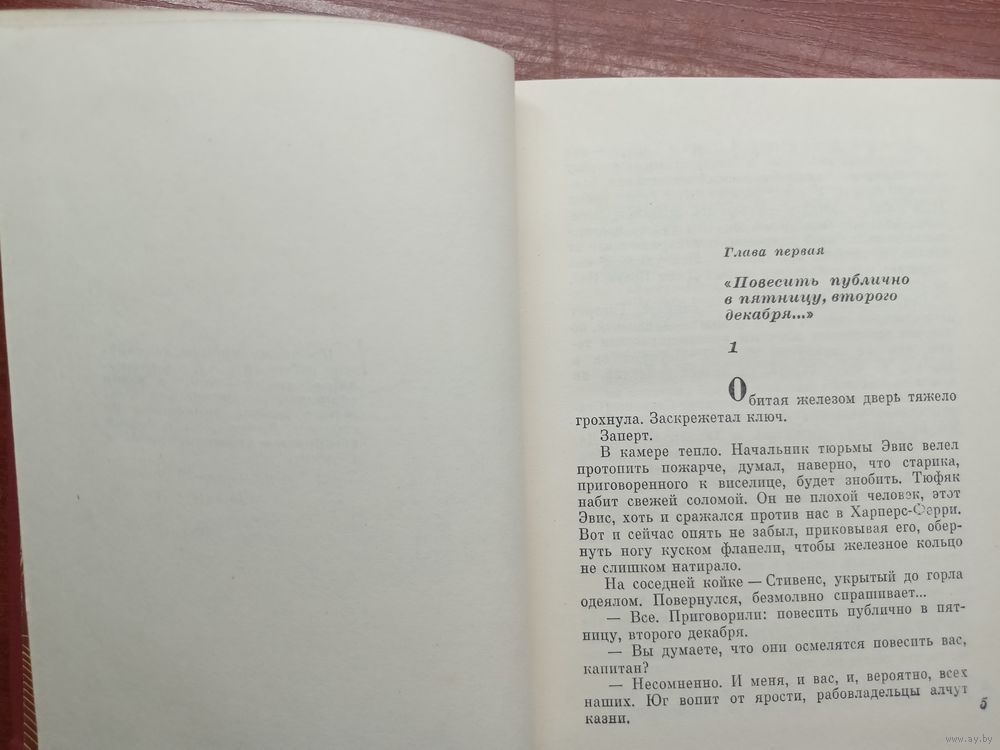 Глава первая
«Повесить публично
в пятницу, второго
декабря...»
1
Обитая железом дверь тяжело
грохнула. Заскрежетал ключ.
Заперт.
В камере тепло. Начальник тюрьмы Эвис велел
протопить пожарче, думал, наверно, что старика,
приговоренного к виселице, будет знобить. Тюфяк
набит свежей соломой. Он не плохой человек, этот
Эвис, хоть и сражался против нас в Харперс-Ферри.
Вот и сейчас опять не забыл, приковывая его, обер-
нуть ногу куском фланели, чтобы железное кольцо
не слишком натирало.
На соседней койке — Стивенс, укрытый до горла
одеялом. Повернулся, безмолвно спрашивает...
— Все. Приговорили: повесить публично в пят-
ницу, второго декабря.
— Вы думаете, что они осмелятся повесить вас,
капитан?
— Несомненно. И меня, и вас, и, вероятно, всех
наших. Юг вопит от ярости, рабовладельцы алчут
казни.
5
www.ay.by